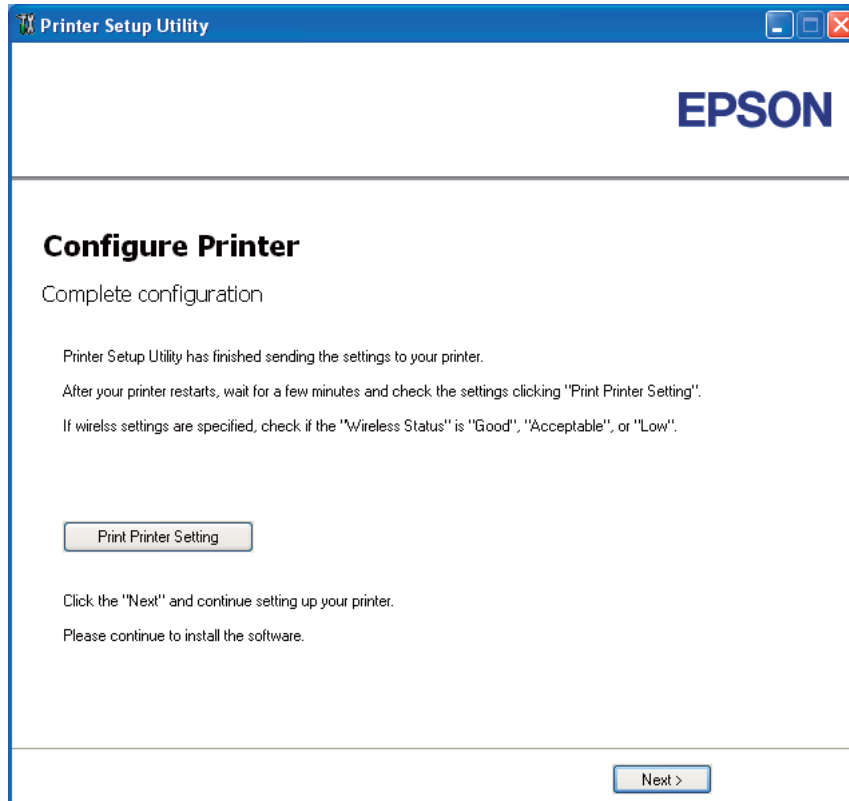 Printer Setup Utility
EPSON
Configure Printer
Complete configuration
Printer Setup Utility has finished sending the settings to your printer.
After your printer restarts, wait for a few minutes and check the settings clicking "Print Printer Setting".
If wirelss settings are specified, check if the "Wireless Status" is "Good", "Acceptable", or "Low".
Print Printer Setting
Click the "Next" and continue setting up your printer.
Please continue to install the software.
Next >